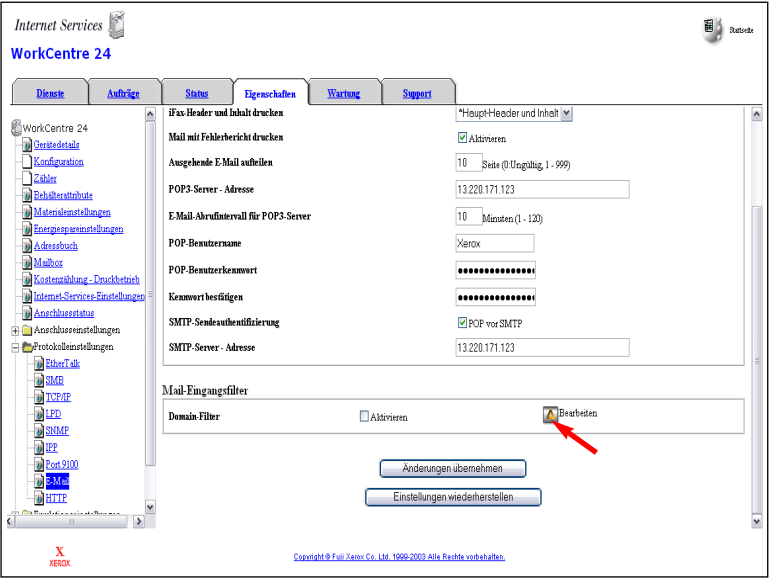 Internet Services
Startseite
WorkCentre 24
Dienste
Aufträge
Status
Eigenschaften
Wartung
Support
WorkCentre 24
Gerätedetails
Konfiguration
Zähler
Behälterattribute
Materialeinstellungen
Energiespareinstellungen
Adressbuch
Mailbox
Kostenzählung - Druckbetrieb
Internet-Services-Einstellungen
Anschlussstatus
Anschlusseinstellungen
Protokolleinstellungen
EtherTalk
SMB
TCP/IP
LPD
SNMP
IPP
Port 9100
E-Mail
HTTP
iFax-Header und Inhalt drucken
*Haupt-Header und Inhalt
Mail mit Fehlerbericht drucken
Aktivieren
Ausgehende E-Mail aufteilen
10 Seite (0:Ungültig, 1 - 999)
POP3-Server - Adresse
13.220.171.123
E-Mail-Abrufintervall für POP3-Server
10 Minuten (1 - 120)
POP-Benutzername
Xerox
POP-Benutzerkennwort
Kennwort bestätigen
SMTP-Sendeauthentifizierung
POP vor SMTP
SMTP-Server - Adresse
13.220.171.123
Mail-Eingangsfilter
Domain-Filter
Aktivieren
Bearbeiten
Änderungen übernehmen
Einstellungen wiederherstellen
X
XEROX.
Copyright © Fuji Xerox Co. Ltd. 1999-2003 Alle Rechte vorbehalten.